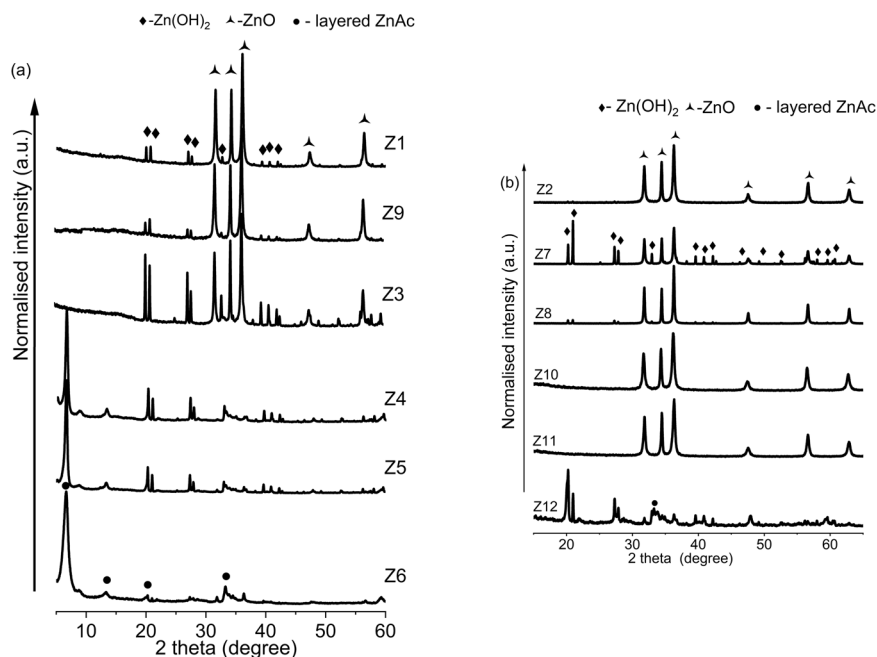 ♦-Zn(OH)₂ ⅄-ZnO ● - layered ZnAc
(a)
Normalised intensity (a.u.)
Z1
Z9
Z3
Z4
Z5
Z6
10 20 30 40 50 60
2 theta (degree)
♦- Zn(OH)₂ ⅄-ZnO ● - layered ZnAc
(b)
Normalised intensity (a.u.)
Z2
Z7
Z8
Z10
Z11
Z12
20 30 40 50 60
2 theta (degree)